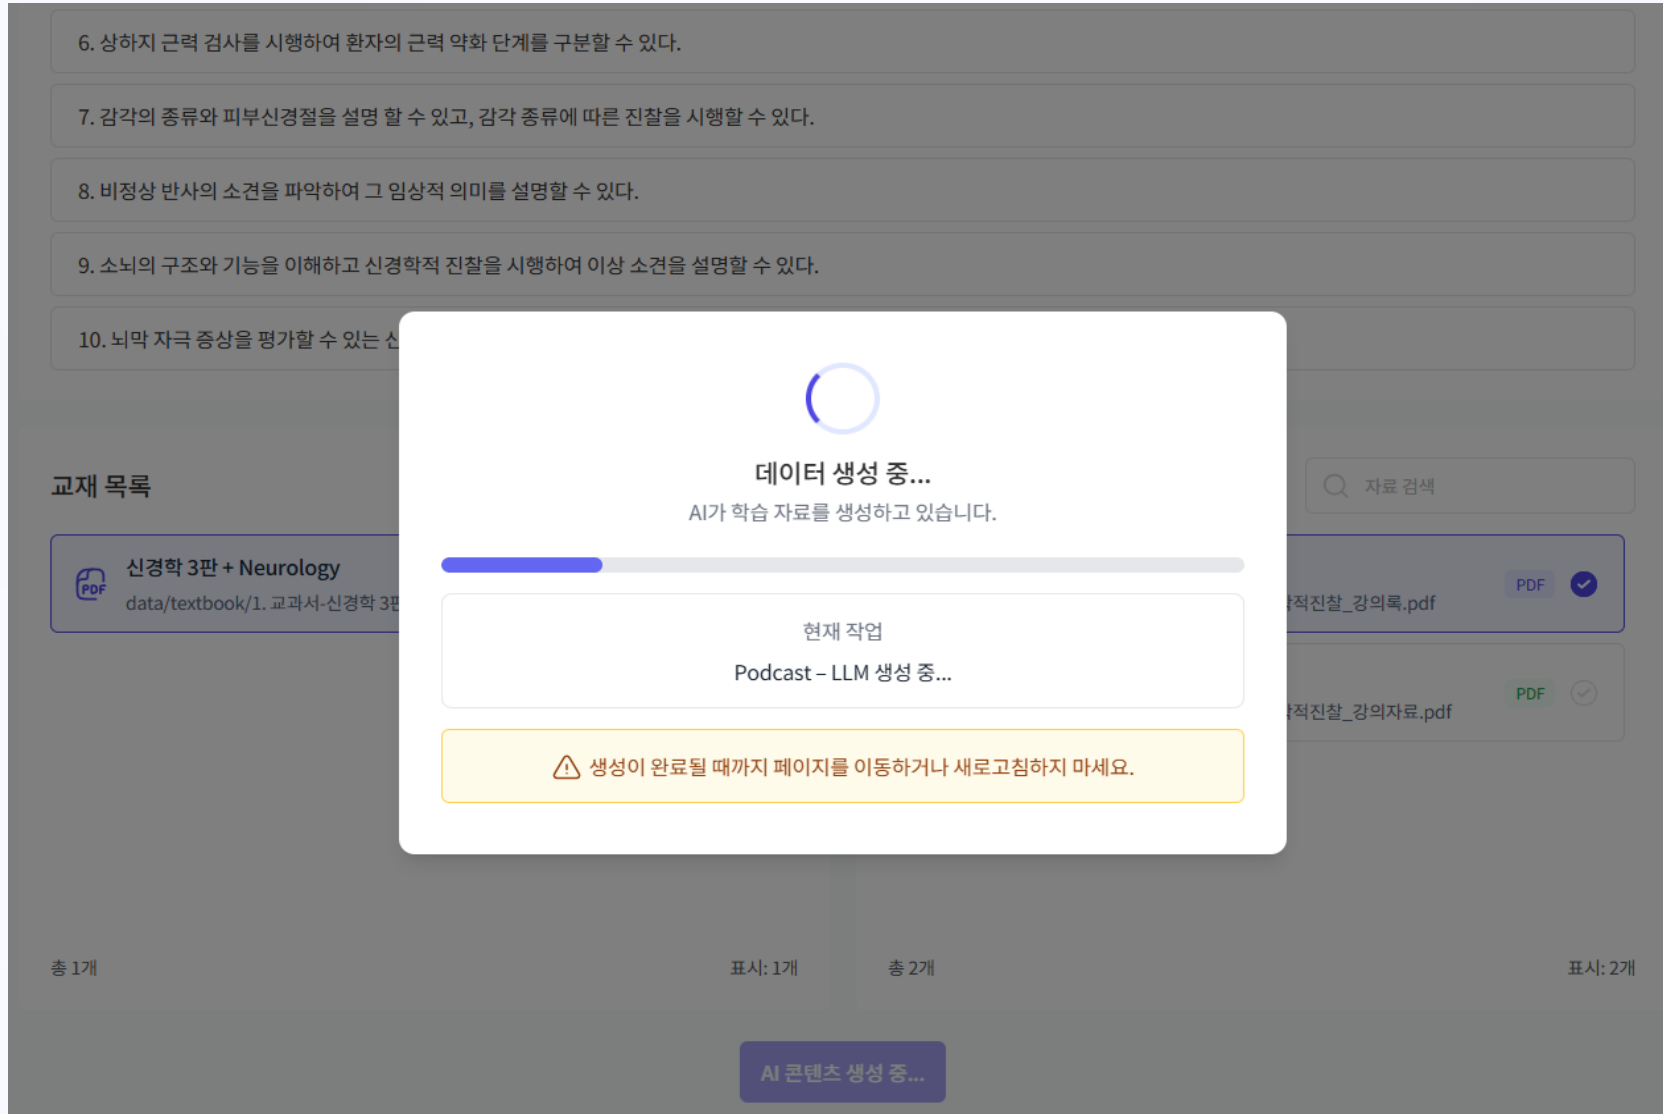 6. 상하지 근력 검사를 시행하여 환자의 근력 약화 단계를 구분할 수 있다.
7. 감각의 종류와 피부신경절을 설명 할 수 있고, 감각 종류에 따른 진찰을 시행할 수 있다.
8. 비정상 반사의 소견을 파악하여 그 임상적 의미를 설명할 수 있다.
9. 소뇌의 구조와 기능을 이해하고 신경학적 진찰을 시행하여 이상 소견을 설명할 수 있다.
10. 뇌막 자극 증상을 평가할 수 있는
데이터 생성 중...
AI가 학습 자료를 생성하고 있습니다.
현재 작업
Podcast – LLM 생성 중...
생성이 완료될 때까지 페이지를 이동하거나 새로고침하지 마세요.
교재 목록
신경학 3판 + Neurology
PDF
data/textbook/1. 교과서-신경학 3판
총 1개
표시: 1개
자료 검색
적진찰_강의록.pdf
PDF
적진찰_강의자료.pdf
PDF
총 2개
표시: 2개
AI 콘텐츠 생성 중...